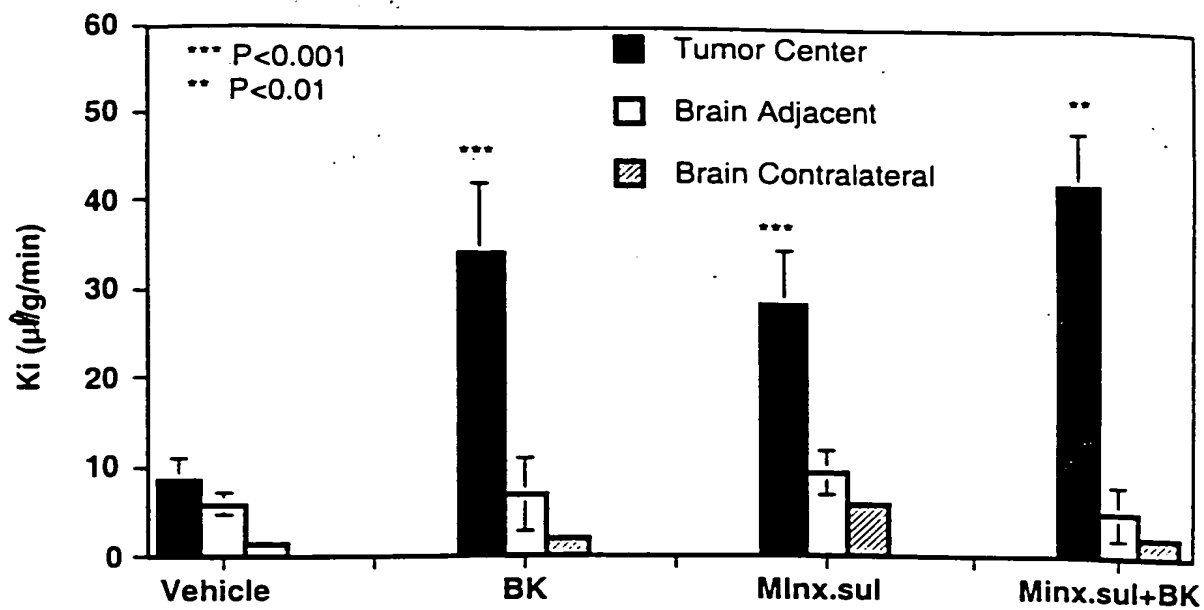 60
50
40
30
20
10
0
Ki (µl/g/min)
*** P<0.001
** P<0.01
Tumor Center
Brain Adjacent
Brain Contralateral
***
***
**
Vehicle
BK
MInx.sul
Minx.sul+BK